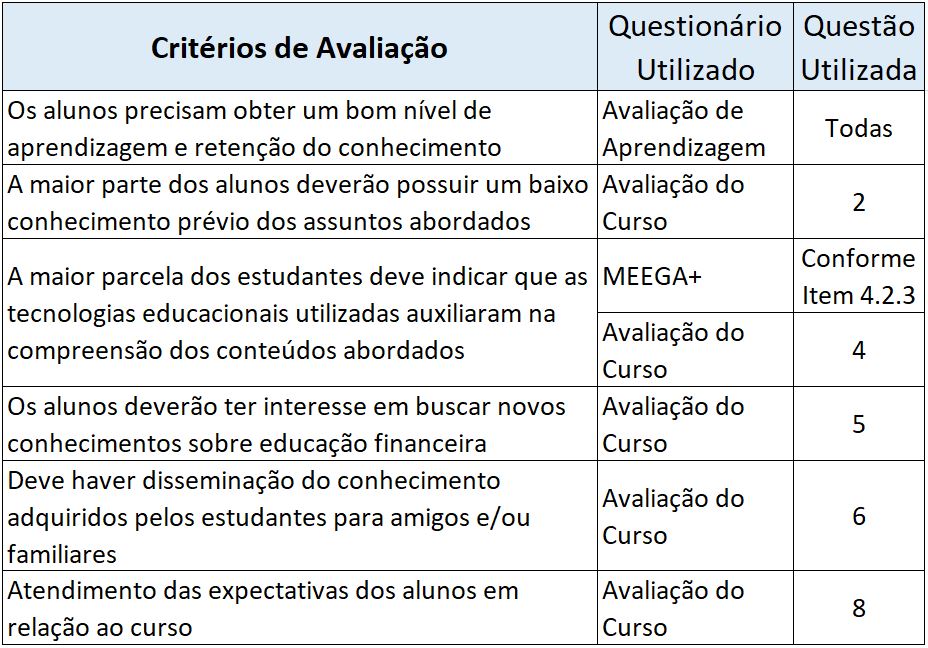 Critérios de Avaliação
Questionário
Utilizado
Questão
Utilizada
Os alunos precisam obter um bom nível de
aprendizagem e retenção do conhecimento
Avaliação de
Aprendizagem
Todas
A maior parte dos alunos deverão possuir um baixo
conhecimento prévio dos assuntos abordados
Avaliação do
Curso
2
A maior parcela dos estudantes deve indicar que as
tecnologias educacionais utilizadas auxiliaram na
compreensão dos conteúdos abordados
MEEGA+
Conforme
Item 4.2.3
Avaliação do
Curso
4
Os alunos deverão ter interesse em buscar novos
conhecimentos sobre educação financeira
Avaliação do
Curso
5
Deve haver disseminação do conhecimento
adquiridos pelos estudantes para amigos e/ou
familiares
Avaliação do
Curso
6
Atendimento das expectativas dos alunos em
relação ao curso
Avaliação do
Curso
8